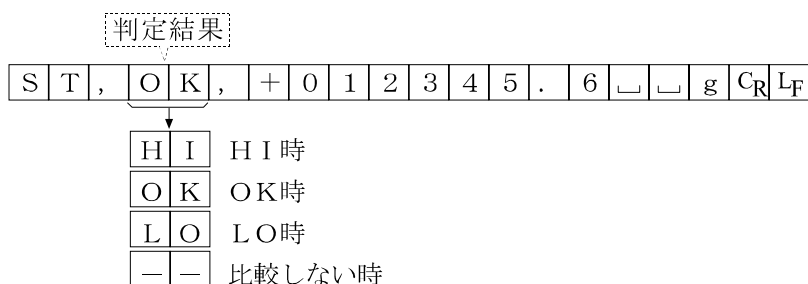 判定結果
ＳＴ，ＯＫ，＋０１２３４５．６␣␣ｇCRLF
ＨＩ ＨＩ時
ＯＫ ＯＫ時
ＬＯ ＬＯ時
－－ 比較しない時